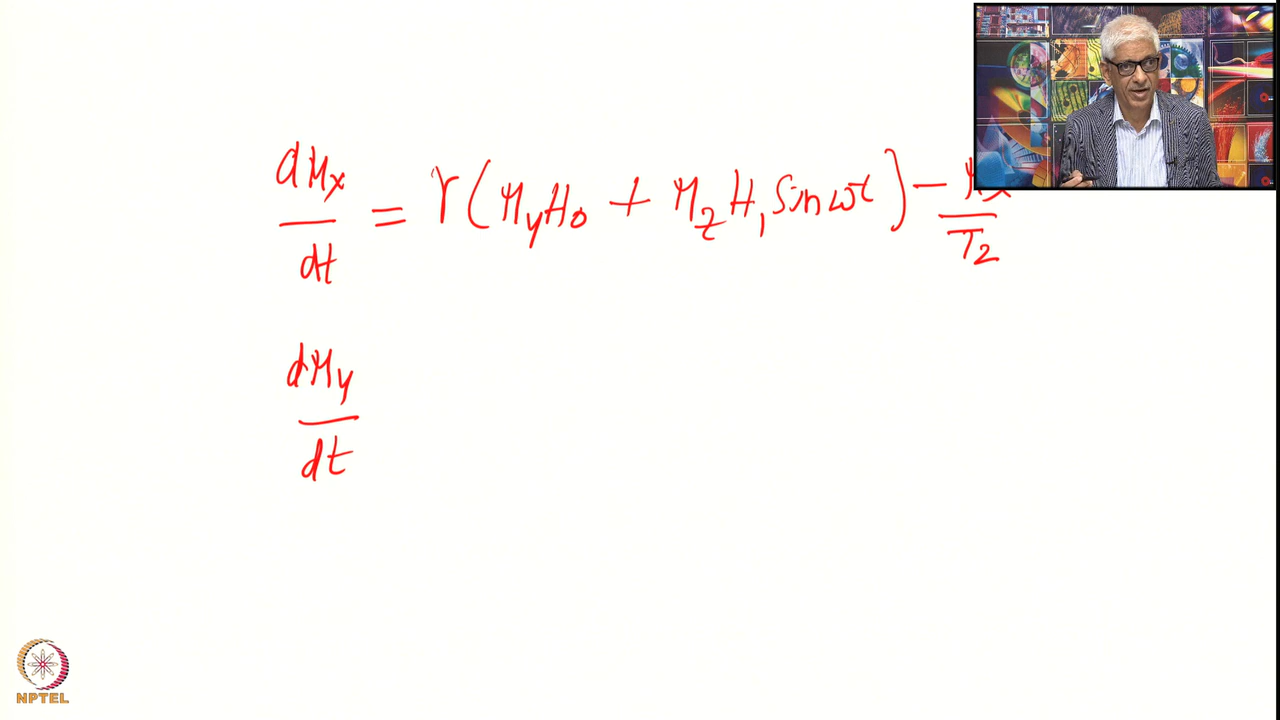 dMx/dt = γ(MyH₀ + MzH₁ sin ωt) − Mx/T₂
dMy/dt
NPTEL